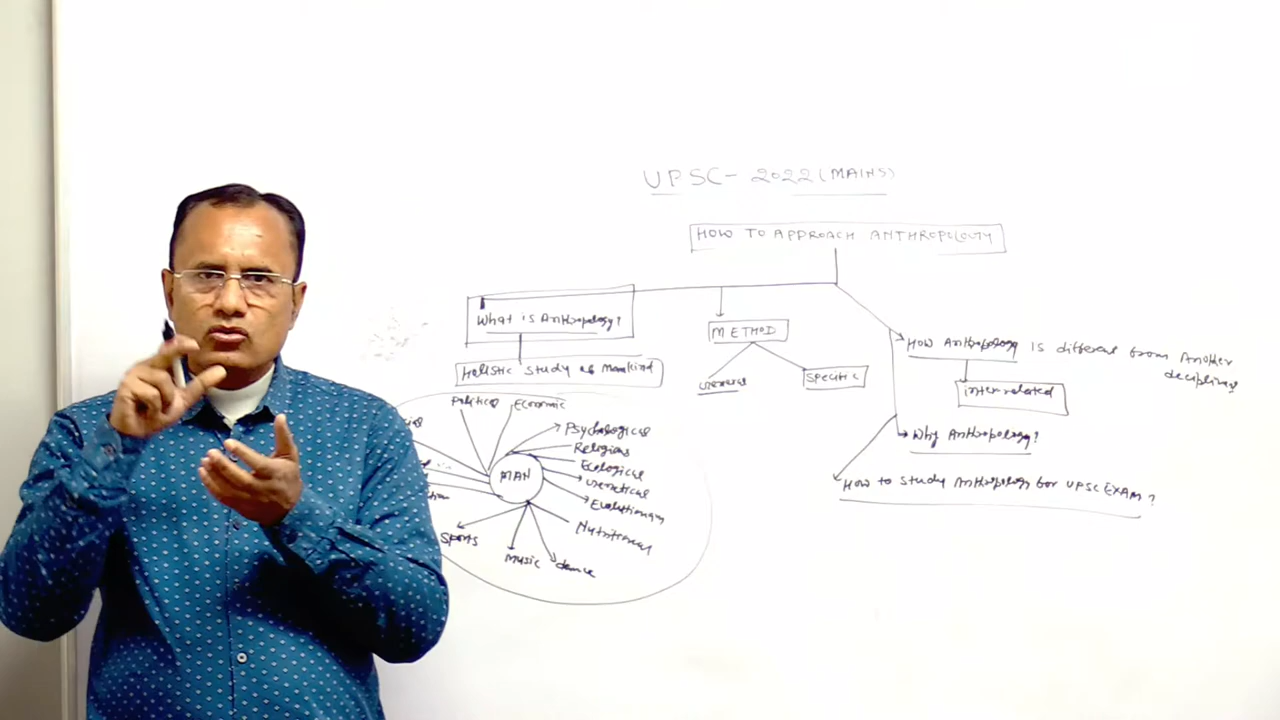 UPSC- 2022(MAINS)
HOW TO APPROACH ANTHROPOLOGY
What is Anthropology?
Holistic study as mankind
METHOD
General
SPECIFIC
HOW Anthropology is different from Another
decipline
inter-related
Why Anthropology?
How to study Anthropology for UPSC EXAM?
Political
Economic
Psychological
Religious
Ecological
Genetical
Evolutionary
Nutritional
MAN
Sports
Music
dance